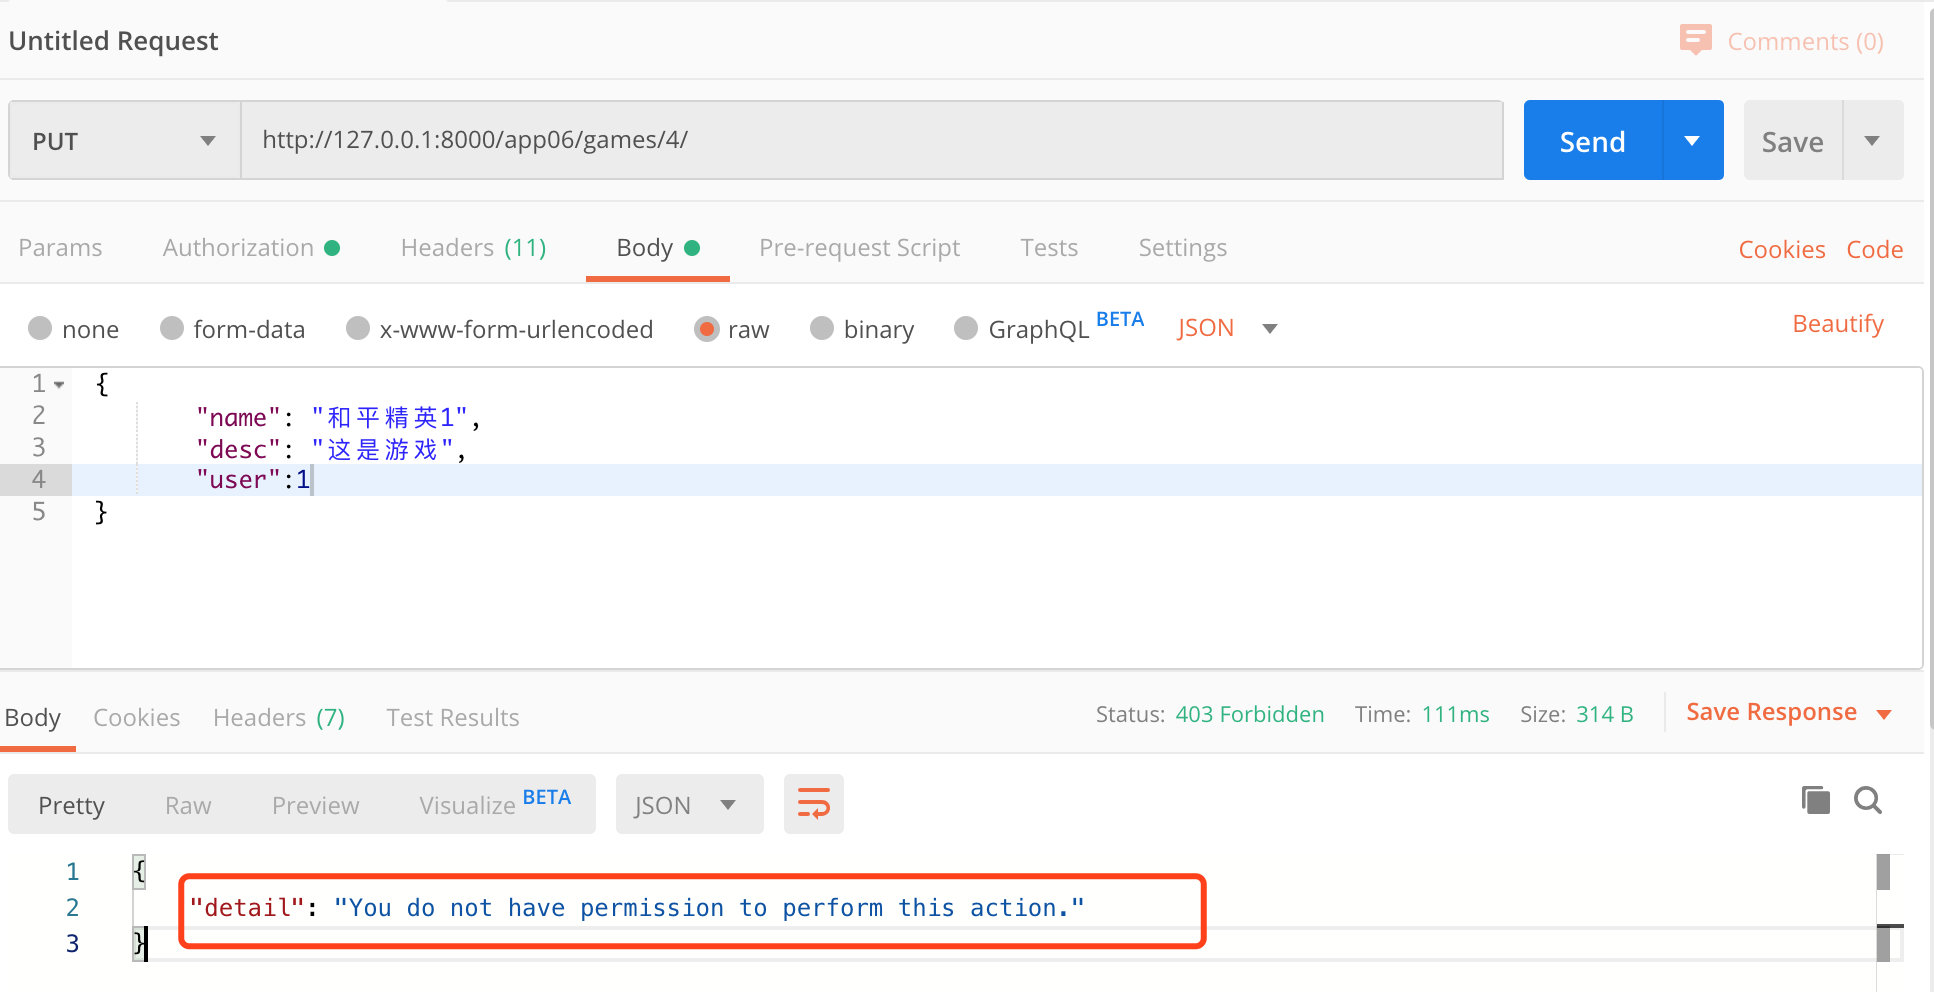 Untitled Request
Comments (0)
PUT http://127.0.0.1:8000/app06/games/4/ Send Save
Params Authorization Headers (11) Body Pre-request Script Tests Settings Cookies Code
none form-data x-www-form-urlencoded raw binary GraphQL BETA JSON Beautify
1 {
2 "name": "和平精英1",
3 "desc": "这是游戏",
4 "user":1
5 }
Body Cookies Headers (7) Test Results Status: 403 Forbidden Time: 111ms Size: 314 B Save Response
Pretty Raw Preview Visualize BETA JSON
1 {
2 "detail": "You do not have permission to perform this action."
3 }